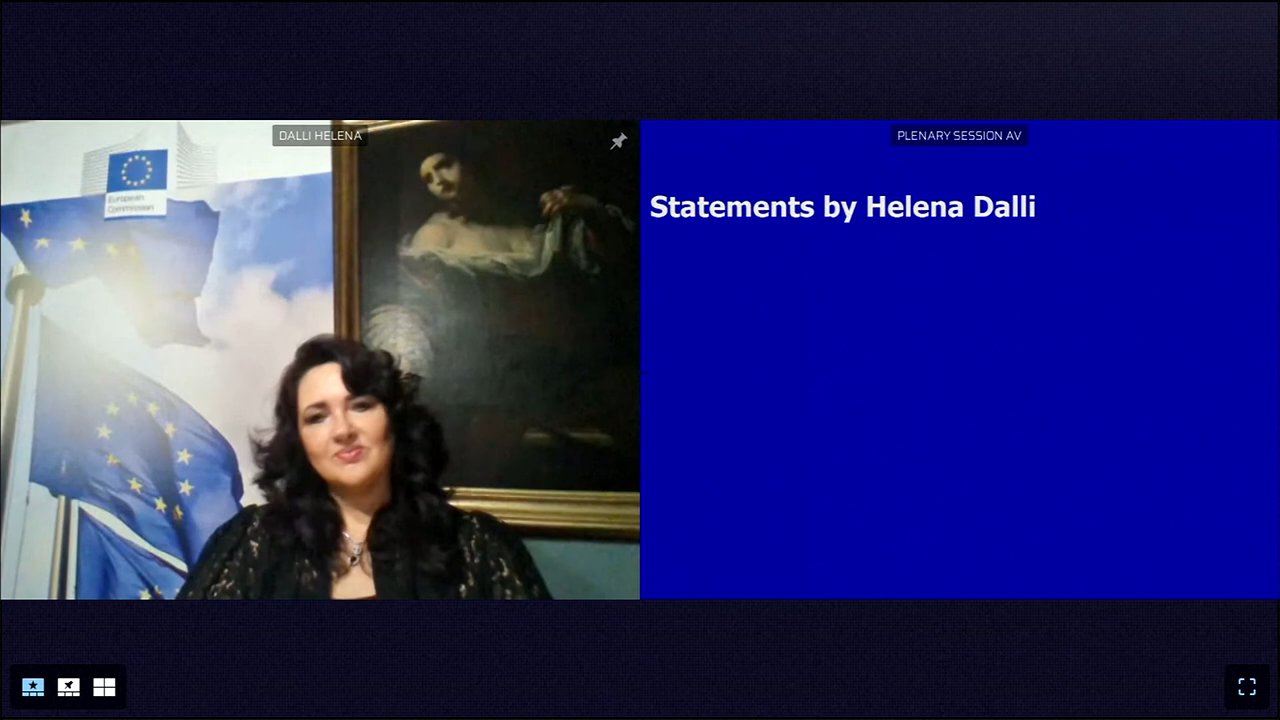 DALLI HELENA
PLENARY SESSION AV
European
Commission
Statements by Helena Dalli